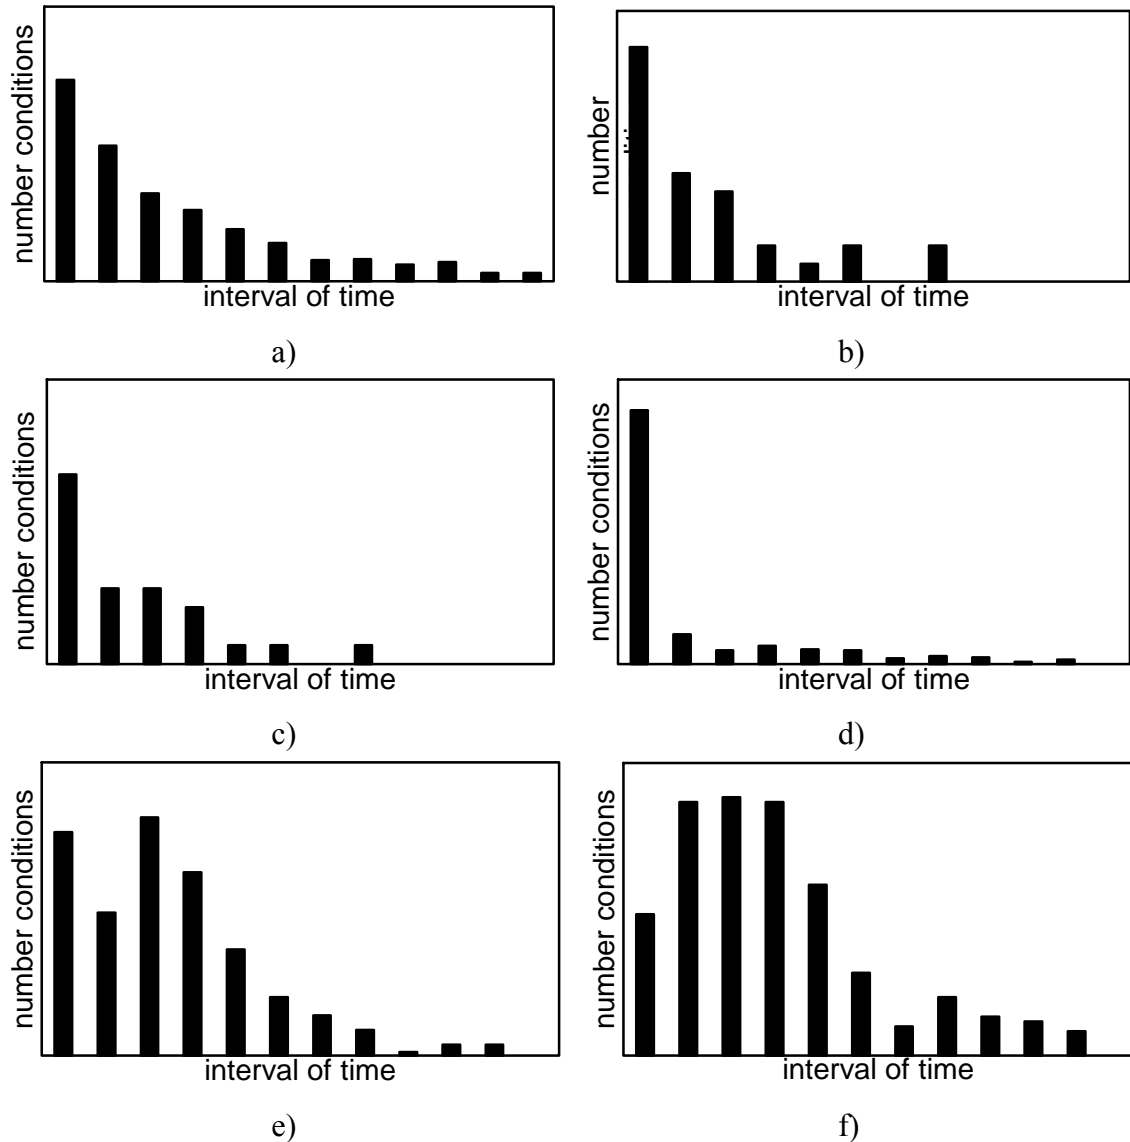 number conditions
interval of time
a)
number
interval of time
b)
number conditions
interval of time
c)
number conditions
interval of time
d)
number conditions
interval of time
e)
number conditions
interval of time
f)